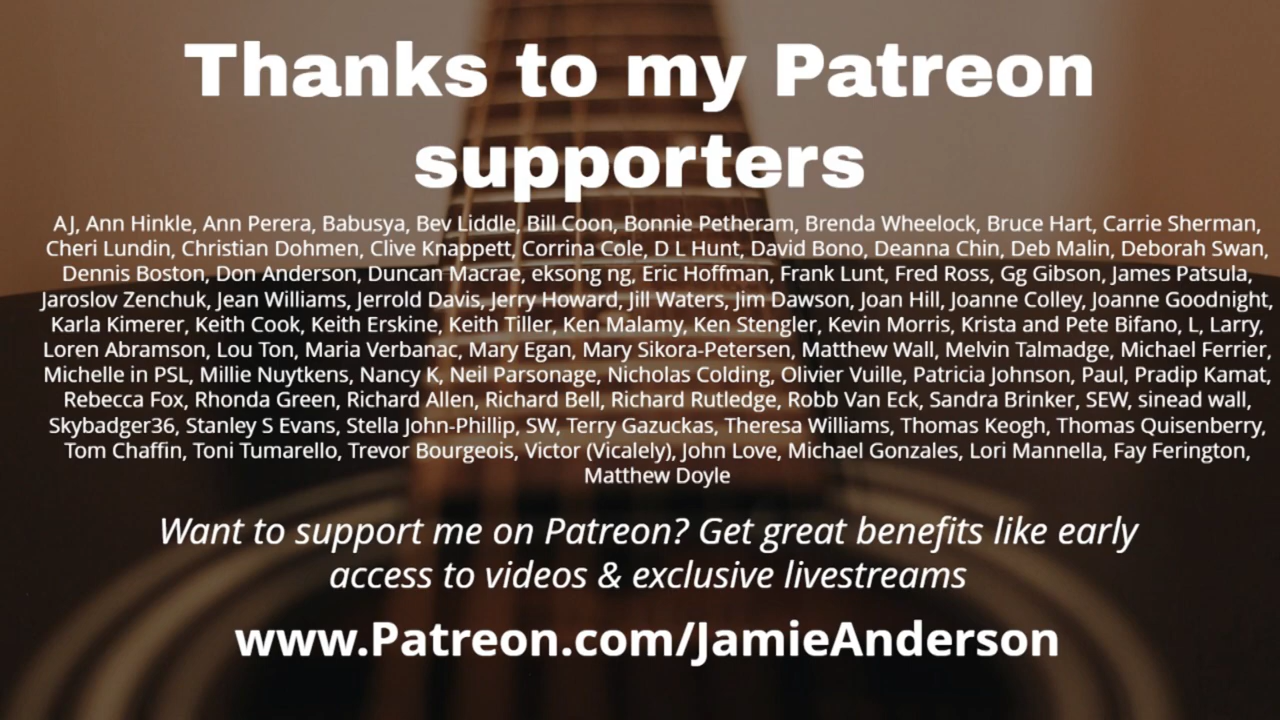 Thanks to my Patreon
supporters
AJ, Ann Hinkle, Ann Perera, Babusya, Bev Liddle, Bill Coon, Bonnie Petheram, Brenda Wheelock, Bruce Hart, Carrie Sherman,
Cheri Lundin, Christian Dohmen, Clive Knappett, Corrina Cole, D L Hunt, David Bono, Deanna Chin, Deb Malin, Deborah Swan,
Dennis Boston, Don Anderson, Duncan Macrae, eksong ng, Eric Hoffman, Frank Lunt, Fred Ross, Gg Gibson, James Patsula,
Jaroslov Zenchuk, Jean Williams, Jerrold Davis, Jerry Howard, Jill Waters, Jim Dawson, Joan Hill, Joanne Colley, Joanne Goodnight,
Karla Kimerer, Keith Cook, Keith Erskine, Keith Tiller, Ken Malamy, Ken Stengler, Kevin Morris, Krista and Pete Bifano, L, Larry,
Loren Abramson, Lou Ton, Maria Verbanac, Mary Egan, Mary Sikora-Petersen, Matthew Wall, Melvin Talmadge, Michael Ferrier,
Michelle in PSL, Millie Nuytkens, Nancy K, Neil Parsonage, Nicholas Colding, Olivier Vuille, Patricia Johnson, Paul, Pradip Kamat,
Rebecca Fox, Rhonda Green, Richard Allen, Richard Bell, Richard Rutledge, Robb Van Eck, Sandra Brinker, SEW, sinead wall,
Skybadger36, Stanley S Evans, Stella John-Phillip, SW, Terry Gazuckas, Theresa Williams, Thomas Keogh, Thomas Quisenberry,
Tom Chaffin, Toni Tumarello, Trevor Bourgeois, Victor (Vicalely), John Love, Michael Gonzales, Lori Mannella, Fay Ferington,
Matthew Doyle
Want to support me on Patreon? Get great benefits like early
access to videos & exclusive livestreams
www.Patreon.com/JamieAnderson